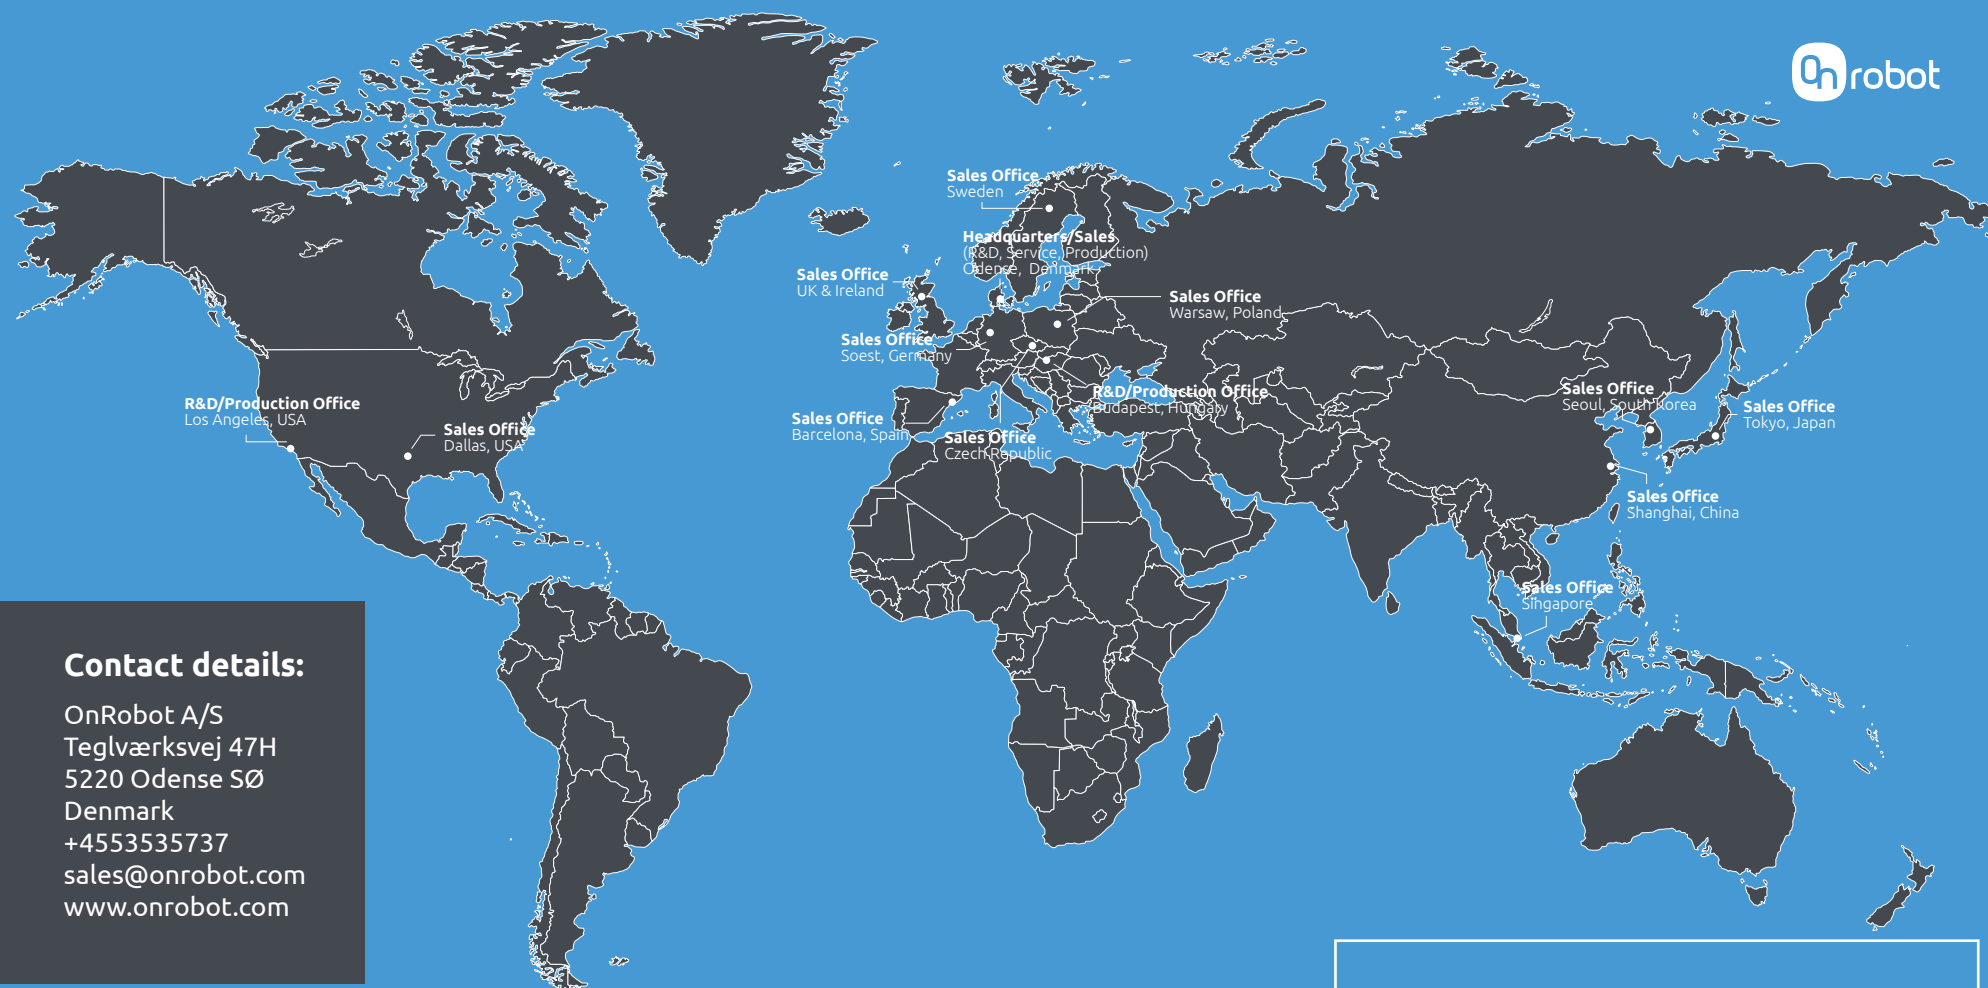 On robot
Sales Office
Sweden
Headquarters/Sales
(R&D, Service, Production)
Odense, Denmark
Sales Office
UK & Ireland
Sales Office
Warsaw, Poland
Sales Office
Soest, Germany
R&D/Production Office
Budapest, Hungary
Sales Office
Barcelona, Spain
Sales Office
Czech Republic
R&D/Production Office
Los Angeles, USA
Sales Office
Dallas, USA
Sales Office
Seoul, South Korea
Sales Office
Tokyo, Japan
Sales Office
Shanghai, China
Sales Office
Singapore
Contact details:
OnRobot A/S
Teglværksvej 47H
5220 Odense SØ
Denmark
+4553535737
sales@onrobot.com
www.onrobot.com